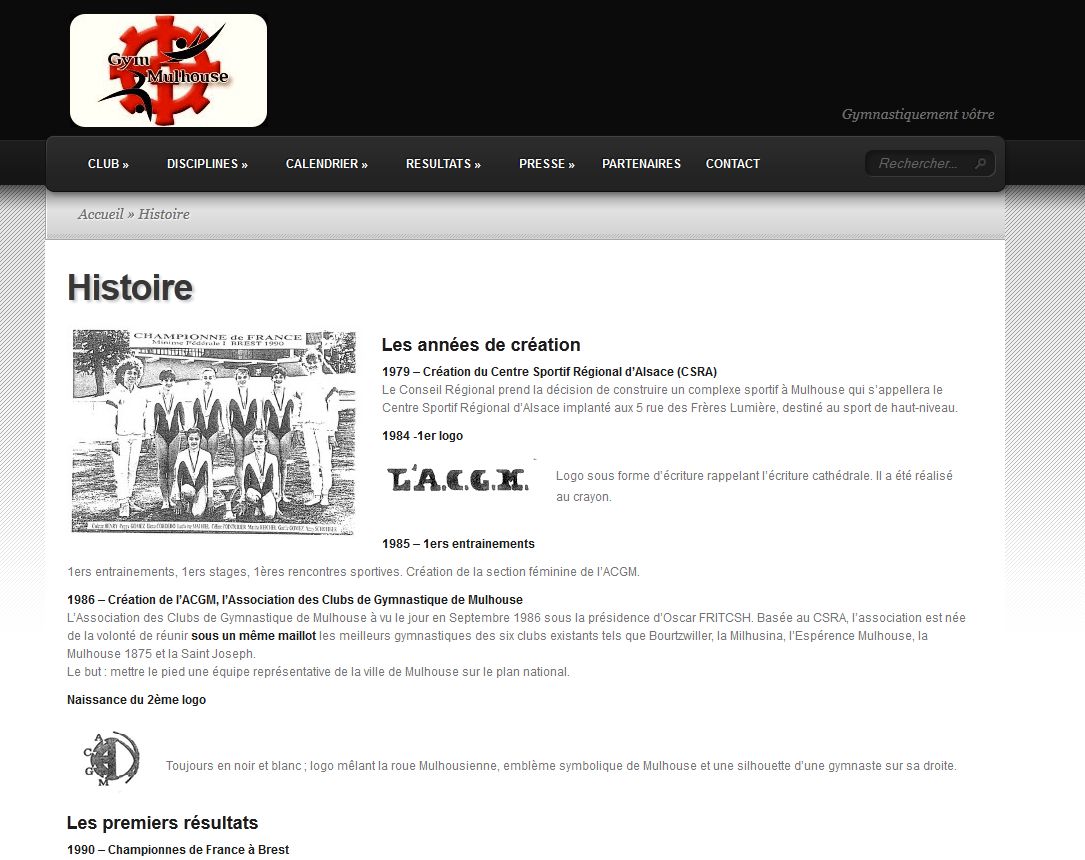 Gym
Mulhouse
Gymnastiquement vôtre
CLUB »
DISCIPLINES »
CALENDRIER »
RESULTATS »
PRESSE »
PARTENAIRES
CONTACT
Rechercher...
Accueil » Histoire
Histoire
CHAMPIONNE de FRANCE
Minime Fédérale 1 BREST 1990
Les années de création
1979 – Création du Centre Sportif Régional d'Alsace (CSRA)
Le Conseil Régional prend la décision de construire un complexe sportif à Mulhouse qui s'appellera le
Centre Sportif Régional d'Alsace implanté aux 5 rue des Frères Lumière, destiné au sport de haut-niveau.
1984 -1er logo
L'A.C.G.M.
Logo sous forme d'écriture rappelant l'écriture cathédrale. Il a été réalisé
au crayon.
1985 – 1ers entrainements
1ers entrainements, 1ers stages, 1ères rencontres sportives. Création de la section féminine de l'ACGM.
1986 – Création de l'ACGM, l'Association des Clubs de Gymnastique de Mulhouse
L'Association des Clubs de Gymnastique de Mulhouse à vu le jour en Septembre 1986 sous la présidence d'Oscar FRITCSH. Basée au CSRA, l'association est née
de la volonté de réunir sous un même maillot les meilleurs gymnastiques des six clubs existants tels que Bourtzwiller, la Milhusina, l'Espérence Mulhouse, la
Mulhouse 1875 et la Saint Joseph.
Le but : mettre le pied une équipe représentative de la ville de Mulhouse sur le plan national.
Naissance du 2ème logo
A
C
G
M
Toujours en noir et blanc ; logo mêlant la roue Mulhousienne, emblème symbolique de Mulhouse et une silhouette d'une gymnaste sur sa droite.
Les premiers résultats
1990 – Championnes de France à Brest